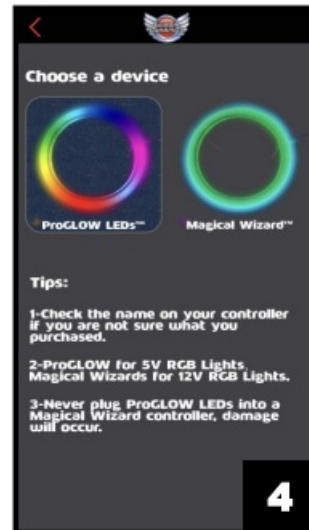 Choose a device
ProGLOW LEDs™ Magical Wizard™
Tips:
1-Check the name on your controller
if you are not sure what you
purchased.
2-ProGLOW for 5V RGB Lights,
Magical Wizards for 12V RGB Lights.
3-Never plug ProGLOW LEDs into a
Magical Wizard controller, damage
will occur.
4